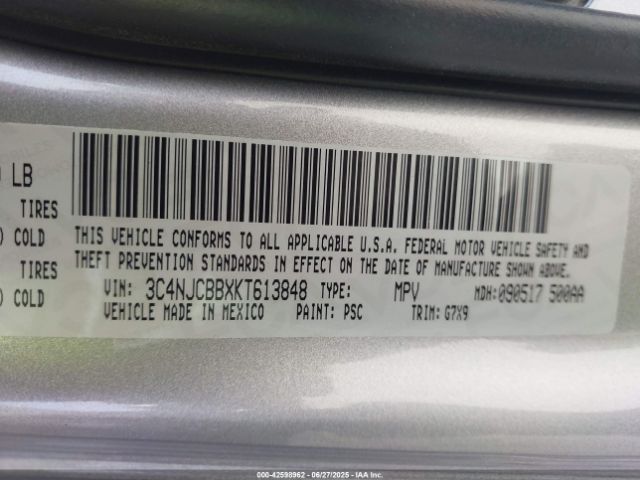 LB
TIRES
) COLD
TIRES
) COLD
THIS VEHICLE CONFORMS TO ALL APPLICABLE U.S.A. FEDERAL MOTOR VEHICLE SAFETY AND
THEFT PREVENTION STANDARDS IN EFFECT ON THE DATE OF MANUFACTURE SHOWN ABOVE.
VIN: 3C4NJCBBXKT613848 TYPE: MPV MDH:090517 500AA
VEHICLE MADE IN MEXICO PAINT: PSC TRIM: G7X9
000-42598962 | 06/27/2025 | IAAI.COM